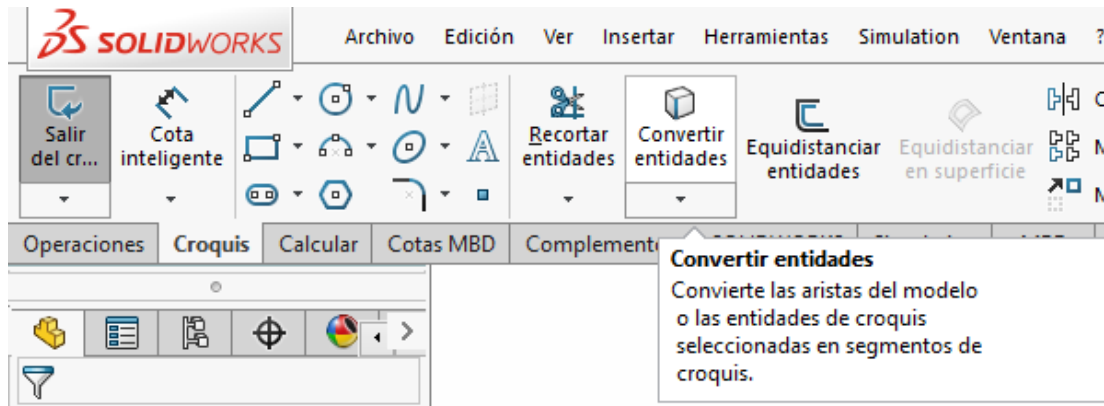 SOLIDWORKS
Archivo Edición Ver Insertar Herramientas Simulation Ventana ?
Salir
del cr...
Cota
inteligente
Recortar
entidades
Convertir
entidades
Equidistanciar
entidades
Equidistanciar
en superficie
Operaciones Croquis Calcular Cotas MBD
Convertir entidades
Convierte las aristas del modelo
o las entidades de croquis
seleccionadas en segmentos de
croquis.